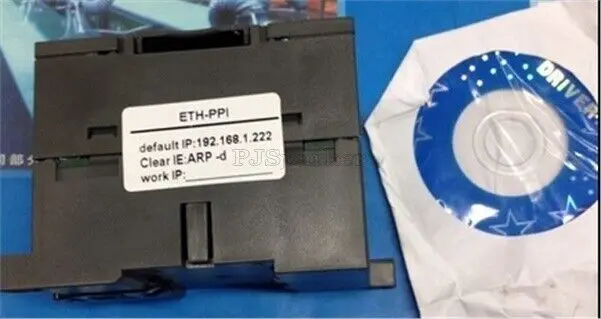 ETH-PPI
default IP:192.168.1.222
Clear IE:ARP -d
work IP:
DRIVER